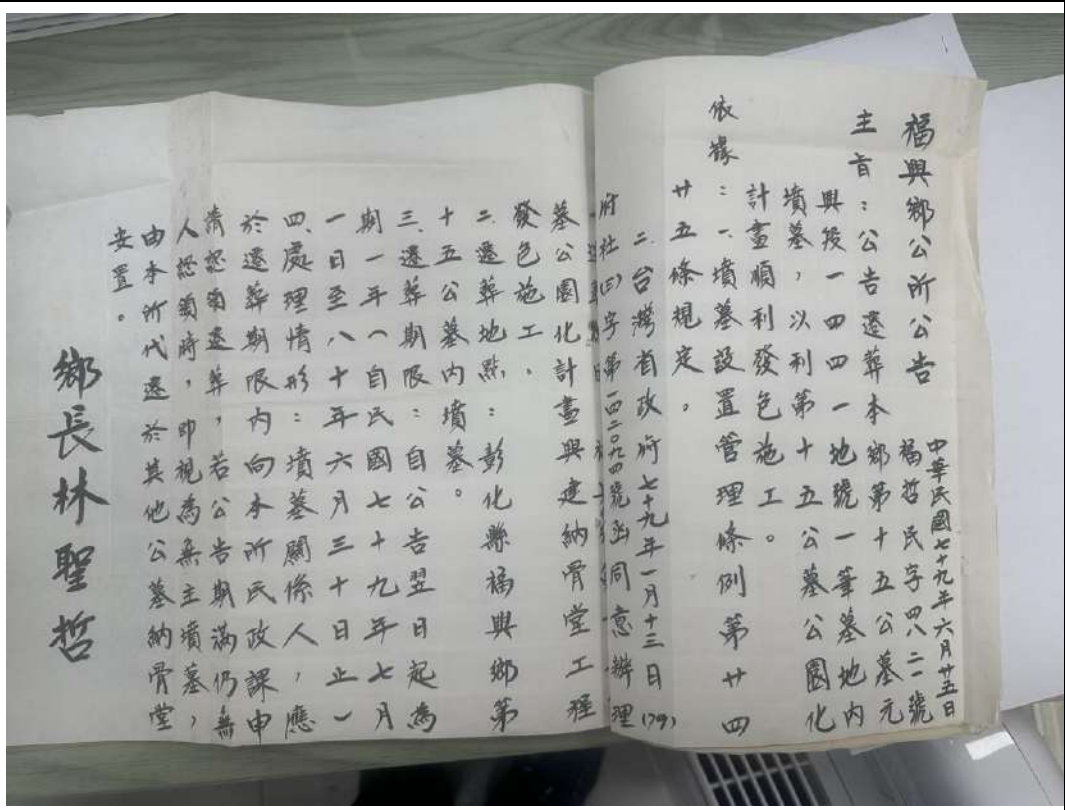 福興鄉公所公告
中華民國七十九年六月廿五日
福哲民字四八二二號
主旨：公告遷葬本鄉第十五公墓元
興段一四四一地號一筆墓地內
墳墓，以利第十五公墓公園化
計畫順利發包施工。
依據：一、墳墓設置管理條例第廿四
廿五條規定。
二、台灣省政府七十九年一月十三日(79)
府社(三)字第一四二〇九四號函同意辦理
墓公園化計畫興建納骨堂工程
發包施工。
二、遷葬地點：彰化縣福興鄉第
十五公墓內墳墓。
三、遷葬期限：自公告翌日起為
期一年(自民國七十九年七月
一日至八十年六月三十日止)
四、處理情形：墳墓關係人，應
於遷葬期限內向本所民政課申
請認領遷葬，若公告期滿仍無
人認領時，即視為無主墳墓，
由本所代遷於其他公墓納骨堂
安置。
鄉長林聖哲